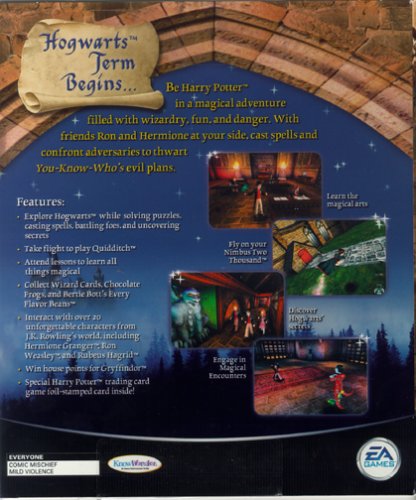 Hogwarts™
Term
Begins...
Be Harry Potter™
in a magical adventure
filled with wizardry, fun, and danger. With
friends Ron and Hermione at your side, cast spells and
confront adversaries to thwart
You-Know-Who's evil plans.
Features:
• Explore Hogwarts™ while solving puzzles,
casting spells, battling foes, and uncovering
secrets
• Take flight to play Quidditch™
• Attend lessons to learn all
things magical
• Collect Wizard Cards, Chocolate
Frogs, and Bertie Bott's Every
Flavor Beans™
• Interact with over 20
unforgettable characters from
J.K. Rowling's world, including
Hermione Granger™, Ron
Weasley™, and Rubeus Hagrid™
• Win house points for Gryffindor™
• Special Harry Potter™ trading card
game foil-stamped card inside!
Learn the
magical arts
Fly on your
Nimbus Two
Thousand™
Discover
Hogwarts'
secrets
Engage in
Magical
Encounters
EVERYONE
COMIC MISCHIEF
MILD VIOLENCE
KnowWonder
EA
GAMES™